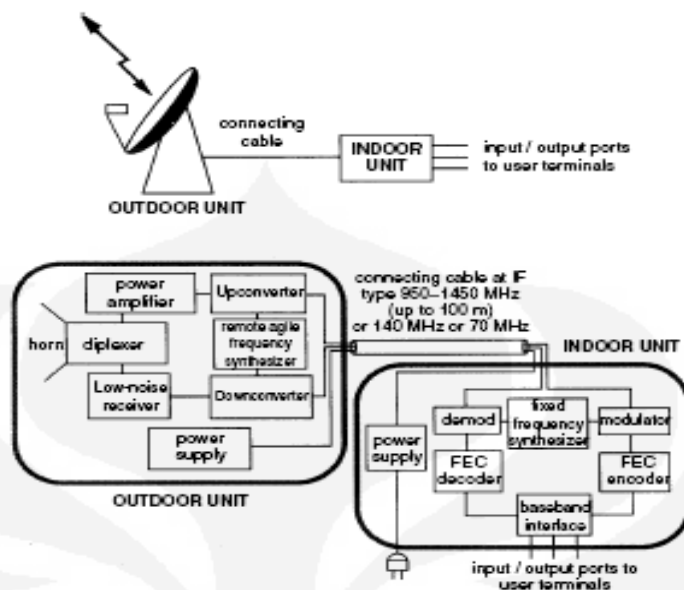 connecting
cable
INDOOR
UNIT
input / output ports
to user terminals
OUTDOOR UNIT
connecting cable at IF
type 950–1450 MHz
(up to 100 m)
or 140 MHz or 70 MHz
power
amplifier
Upconverter
horn
diplexer
remote agile
frequency
synthesizer
Low-noise
receiver
Downconverter
power
supply
OUTDOOR UNIT
INDOOR UNIT
power
supply
demod
fixed
frequency
synthesizer
modulator
FEC
decoder
FEC
encoder
baseband
interface
input / output ports to
user terminals